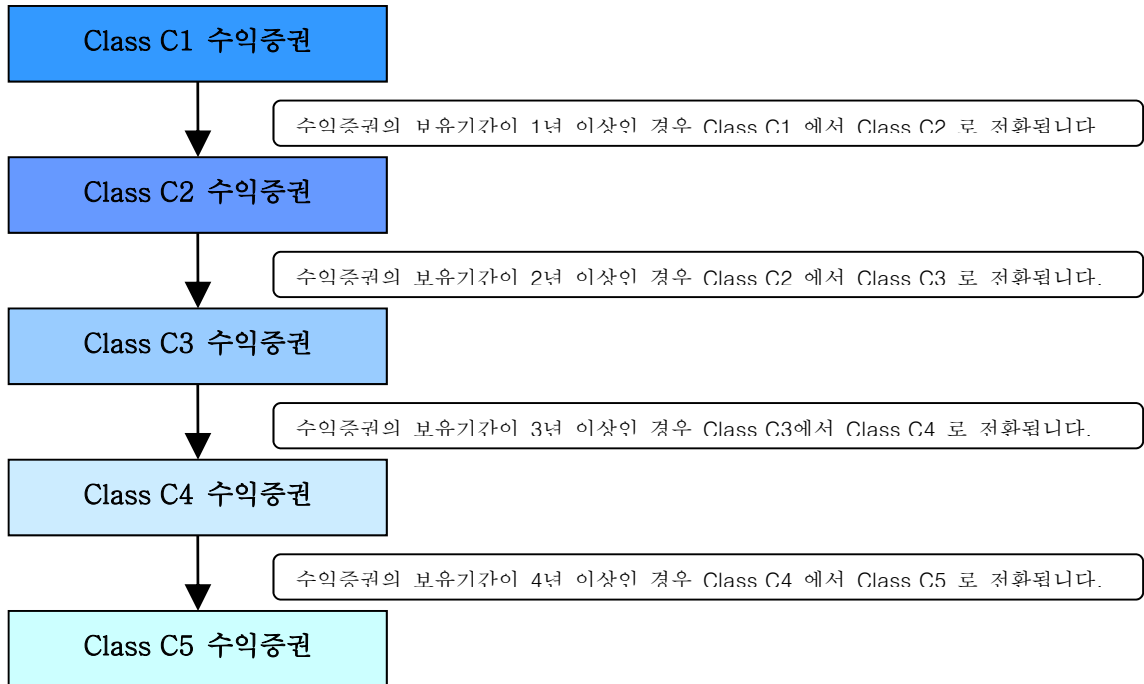 Class C1 수익증권
수익증권의 보유기간이 1년 이상인 경우 Class C1 에서 Class C2 로 전환됩니다
Class C2 수익증권
수익증권의 보유기간이 2년 이상인 경우 Class C2 에서 Class C3 로 전환됩니다.
Class C3 수익증권
수익증권의 보유기간이 3년 이상인 경우 Class C3에서 Class C4 로 전환됩니다.
Class C4 수익증권
수익증권의 보유기간이 4년 이상인 경우 Class C4 에서 Class C5 로 전환됩니다.
Class C5 수익증권